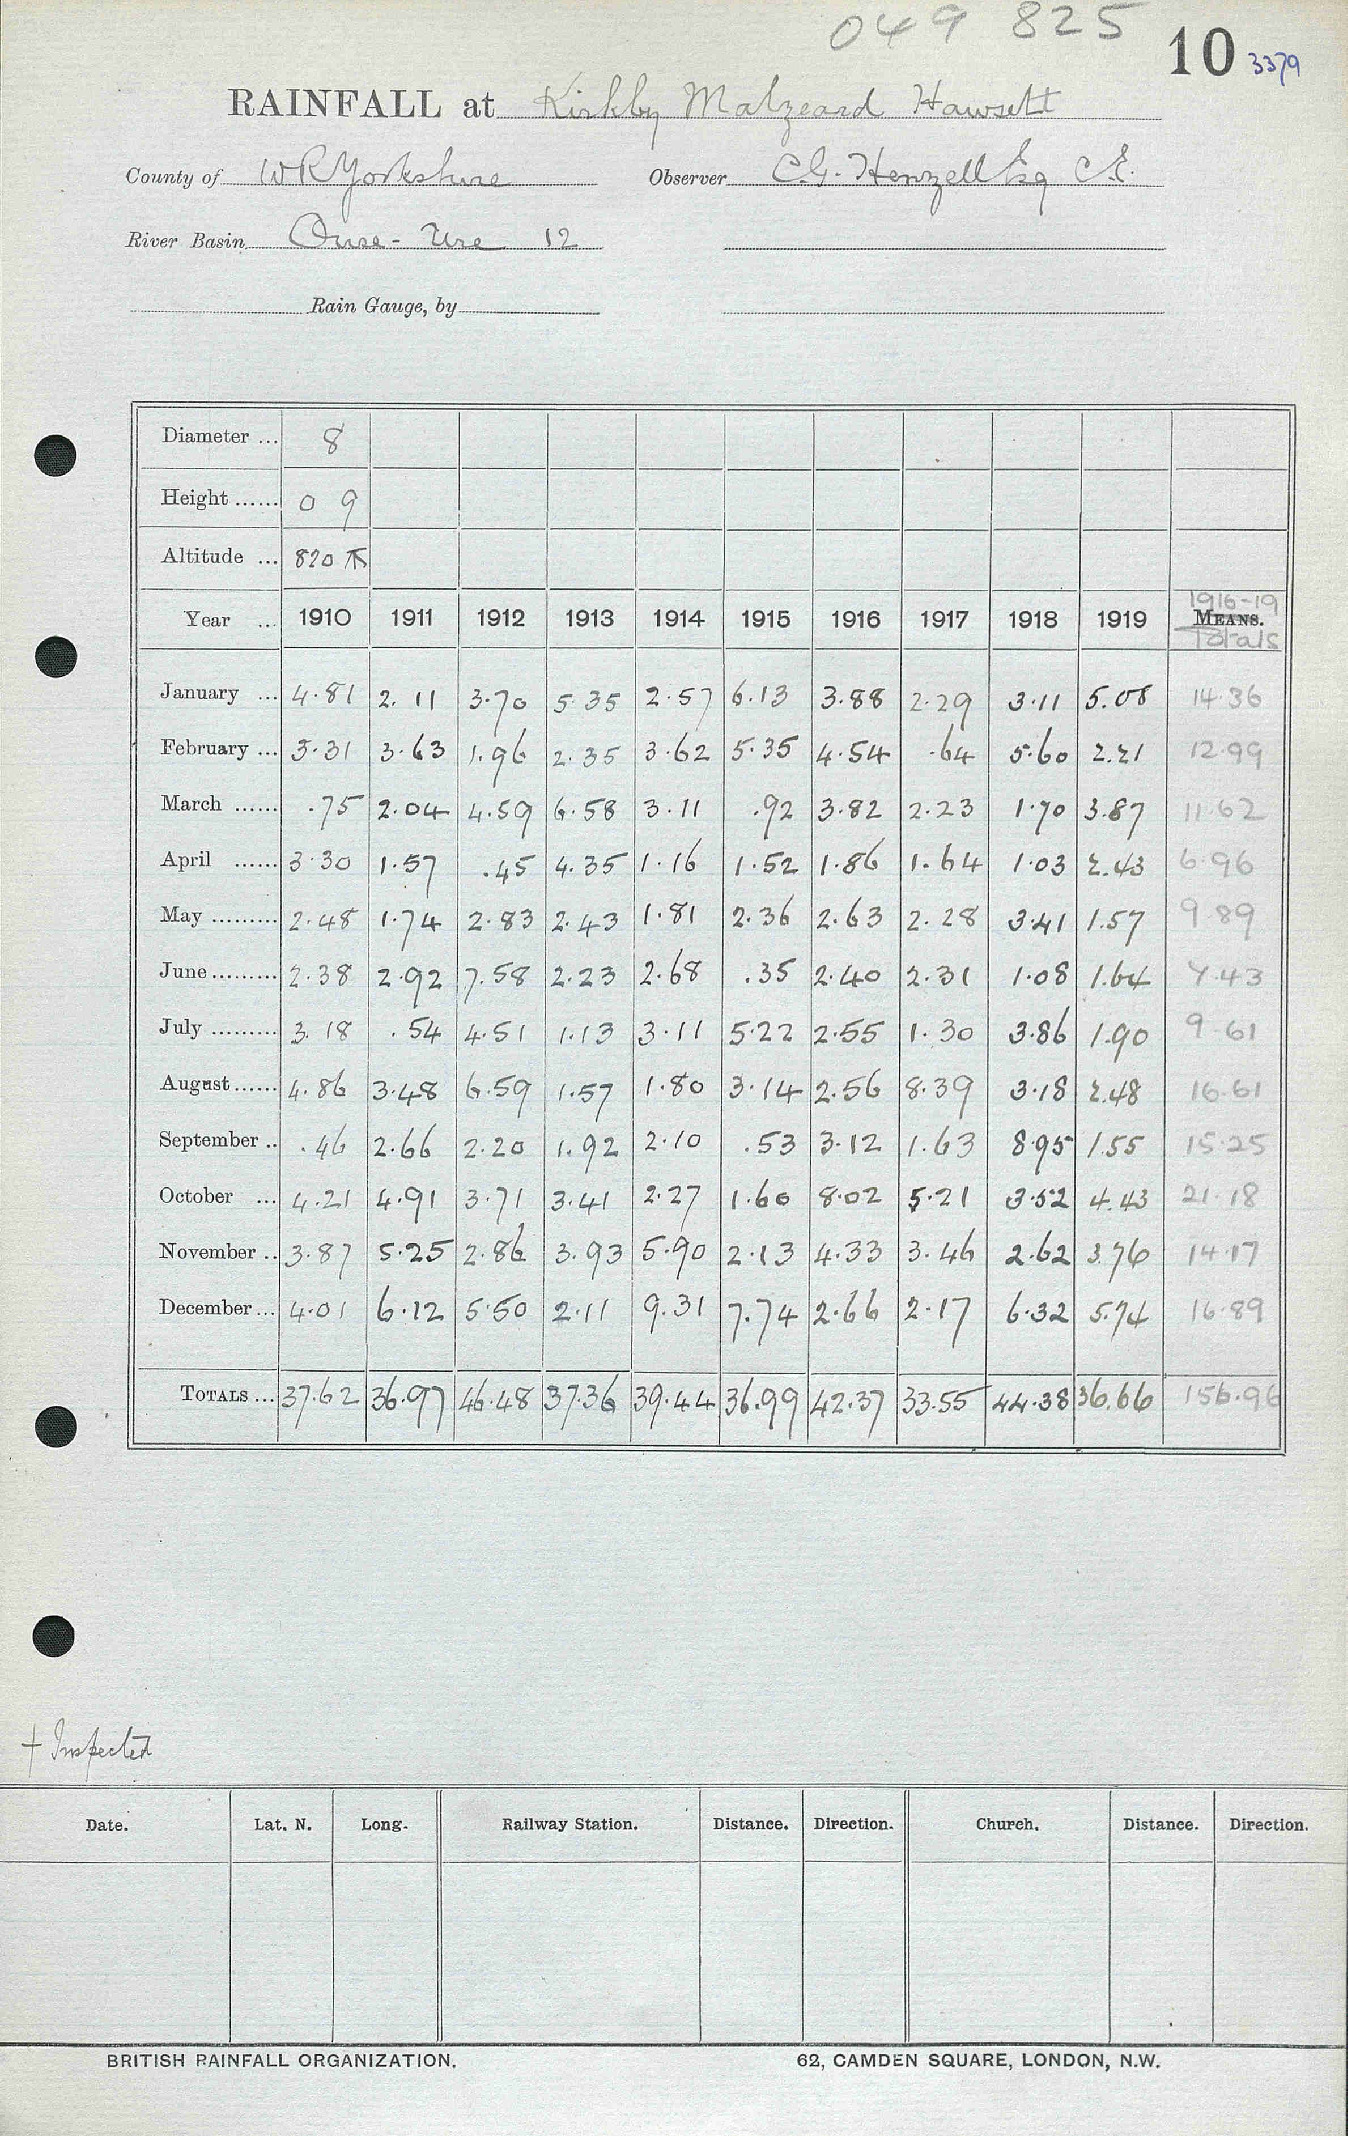 049 825
10 3379
RAINFALL at Kirkby Malzeard Hawsett
County of W R Yorkshire Observer C.G. Henzell Esq C.E.
River Basin Ouse - Ure 12
Rain Gauge, by
Diameter ... 8
Height ...... 0 9
Altitude ... 820
Year ... 1910 1911 1912 1913 1914 1915 1916 1917 1918 1919 1916-19 MEANS. Totals
January ... 4.81 2.11 3.70 5.35 2.57 6.13 3.88 2.29 3.11 5.08 14.36
February ... 3.31 3.63 1.96 2.35 3.62 5.35 4.54 .64 5.60 2.21 12.99
March ...... .75 2.04 4.59 6.58 3.11 .92 3.82 2.23 1.70 3.87 11.62
April ...... 3.30 1.57 .45 4.35 1.16 1.52 1.86 1.64 1.03 2.43 6.96
May ......... 2.48 1.74 2.83 2.43 1.81 2.36 2.63 2.28 3.41 1.57 9.89
June ......... 2.38 2.92 7.58 2.23 2.68 .35 2.40 2.31 1.08 1.64 7.43
July ......... 3.18 .54 4.51 1.13 3.11 5.22 2.55 1.30 3.86 1.90 9.61
August ...... 4.86 3.48 6.59 1.57 1.80 3.14 2.56 8.39 3.18 2.48 16.61
September .. .46 2.66 2.20 1.92 2.10 .53 3.12 1.63 8.95 1.55 15.25
October ... 4.21 4.91 3.71 3.41 2.27 1.60 8.02 5.21 3.52 4.43 21.18
November .. 3.87 5.25 2.86 3.93 5.90 2.13 4.33 3.46 2.62 3.76 14.17
December ... 4.01 6.12 5.50 2.11 9.31 7.74 2.66 2.17 6.32 5.74 16.89
TOTALS ... 37.62 36.97 46.48 37.36 39.44 36.99 42.37 33.55 44.38 36.66 156.96
+ Inspected
Date. Lat. N. Long. Railway Station. Distance. Direction. Church. Distance. Direction.
BRITISH RAINFALL ORGANIZATION. 62, CAMDEN SQUARE, LONDON, N.W.